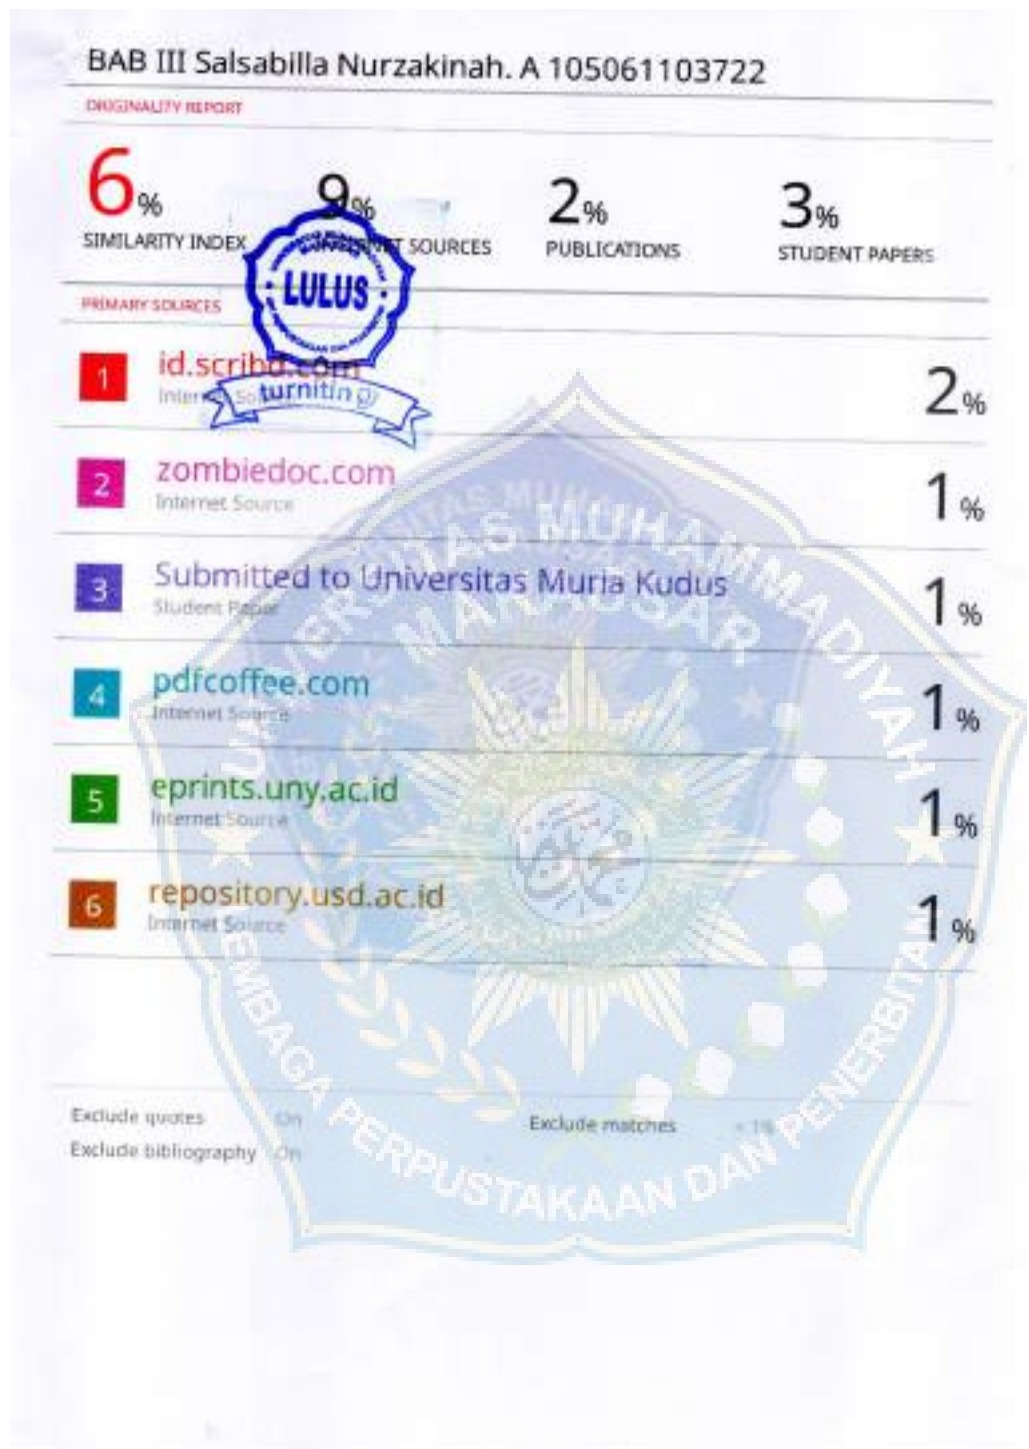 BAB III Salsabilla Nurzakinah. A 105061103722
ORIGINALITY REPORT
6%
SIMILARITY INDEX
9%
INTERNET SOURCES
2%
PUBLICATIONS
3%
STUDENT PAPERS
LULUS
turnitin
PRIMARY SOURCES
1
id.scribd.com
Internet Source
2%
2
zombiedoc.com
Internet Source
1%
3
Submitted to Universitas Muria Kudus
Student Paper
1%
4
pdfcoffee.com
Internet Source
1%
5
eprints.uny.ac.id
Internet Source
1%
6
repository.usd.ac.id
Internet Source
1%
Exclude quotes On
Exclude bibliography On
Exclude matches < 1%
UNIVERSITAS MUHAMMADIYAH
MAKASSAR
LEMBAGA PERPUSTAKAAN DAN PENERBITAN